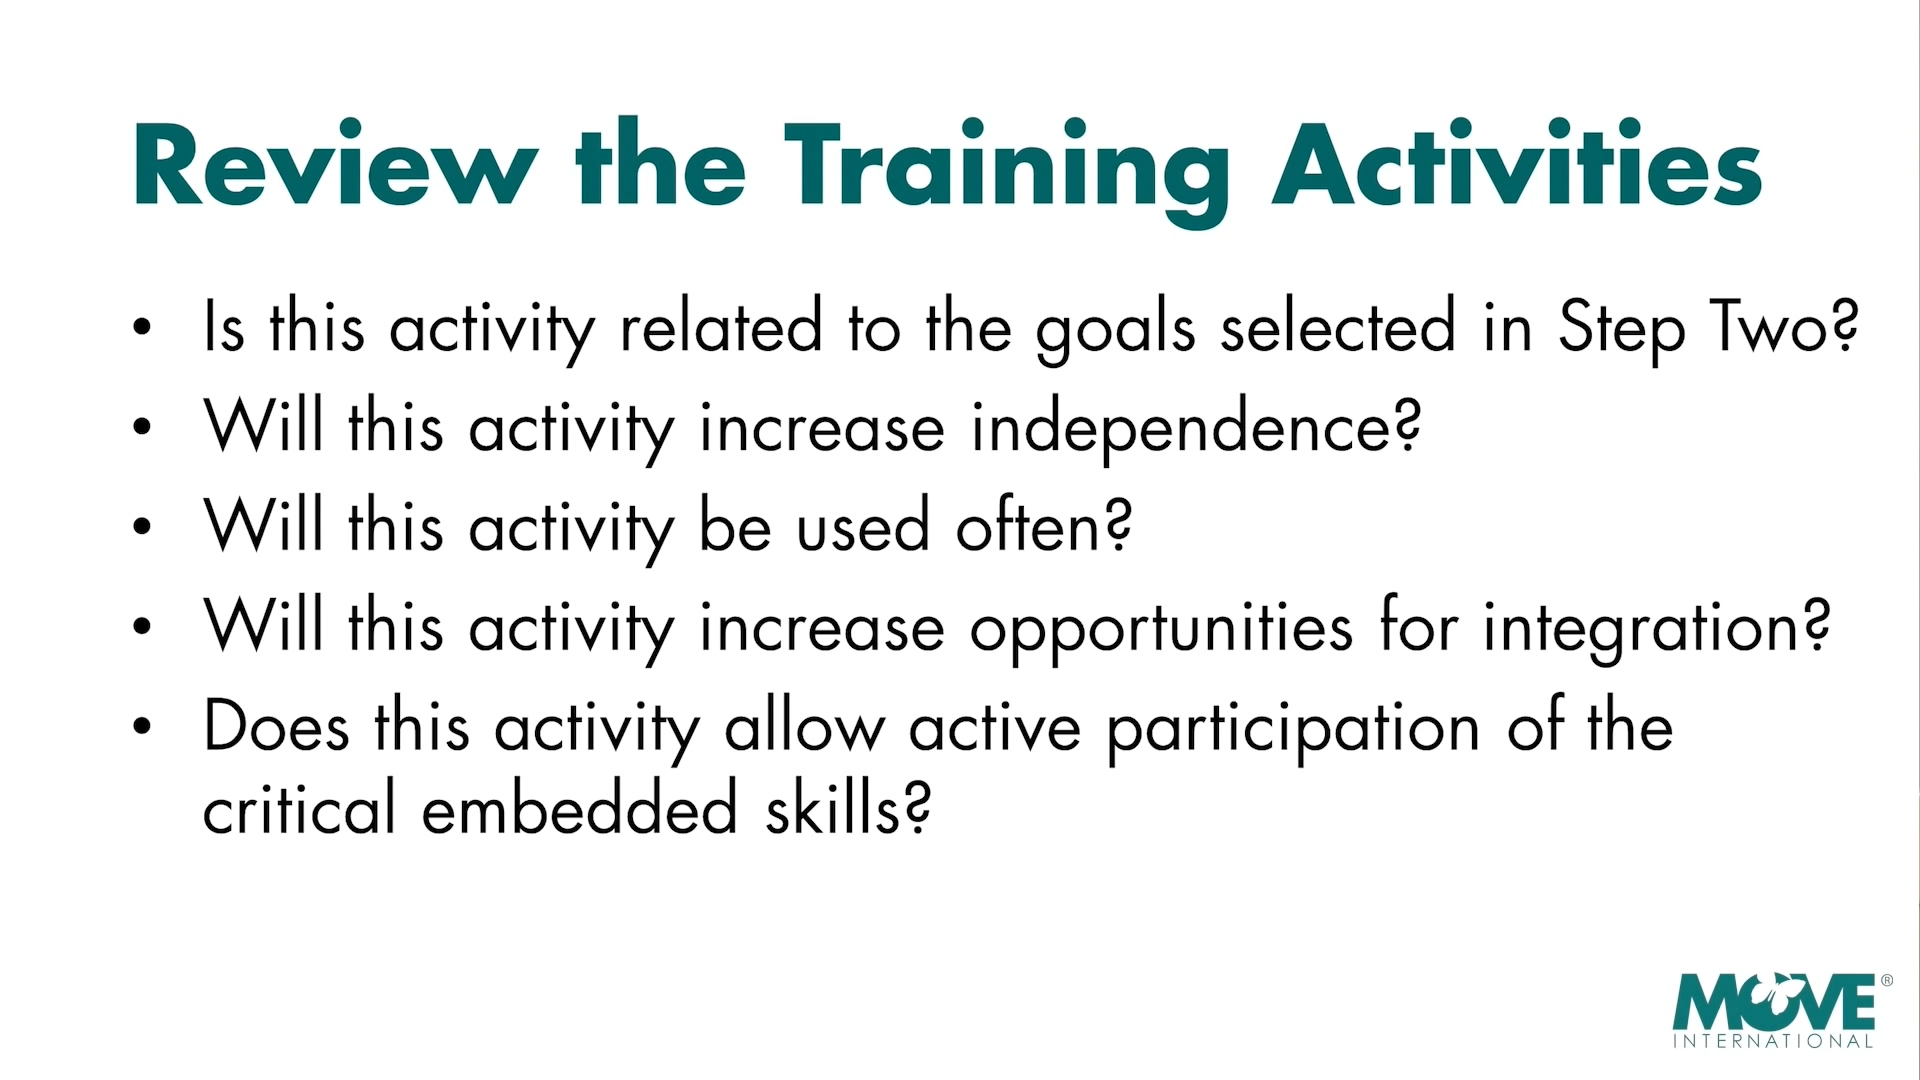 Review the Training Activities
• Is this activity related to the goals selected in Step Two?
• Will this activity increase independence?
• Will this activity be used often?
• Will this activity increase opportunities for integration?
• Does this activity allow active participation of the
critical embedded skills?
MOVE®
INTERNATIONAL